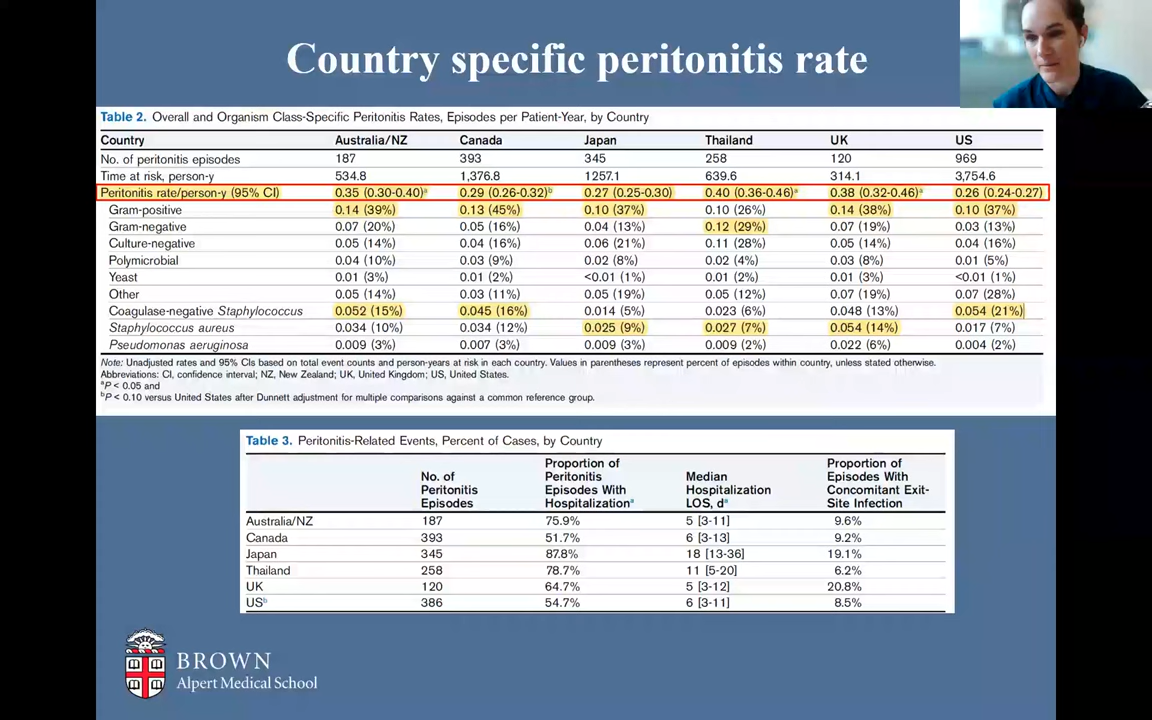 Country specific peritonitis rate
Table 2. Overall and Organism Class-Specific Peritonitis Rates, Episodes per Patient-Year, by Country
Country Australia/NZ Canada Japan Thailand UK US
No. of peritonitis episodes 187 393 345 258 120 969
Time at risk, person-y 534.8 1,376.8 1257.1 639.6 314.1 3,754.6
Peritonitis rate/person-y (95% CI) 0.35 (0.30-0.40)a 0.29 (0.26-0.32)b 0.27 (0.25-0.30) 0.40 (0.36-0.46)a 0.38 (0.32-0.46)a 0.26 (0.24-0.27)
Gram-positive 0.14 (39%) 0.13 (45%) 0.10 (37%) 0.10 (26%) 0.14 (38%) 0.10 (37%)
Gram-negative 0.07 (20%) 0.05 (16%) 0.04 (13%) 0.12 (29%) 0.07 (19%) 0.03 (13%)
Culture-negative 0.05 (14%) 0.04 (16%) 0.06 (21%) 0.11 (28%) 0.05 (14%) 0.04 (16%)
Polymicrobial 0.04 (10%) 0.03 (9%) 0.02 (8%) 0.02 (4%) 0.03 (8%) 0.01 (5%)
Yeast 0.01 (3%) 0.01 (2%) <0.01 (1%) 0.01 (2%) 0.01 (3%) <0.01 (1%)
Other 0.05 (14%) 0.03 (11%) 0.05 (19%) 0.05 (12%) 0.07 (19%) 0.07 (28%)
Coagulase-negative Staphylococcus 0.052 (15%) 0.045 (16%) 0.014 (5%) 0.023 (6%) 0.048 (13%) 0.054 (21%)
Staphylococcus aureus 0.034 (10%) 0.034 (12%) 0.025 (9%) 0.027 (7%) 0.054 (14%) 0.017 (7%)
Pseudomonas aeruginosa 0.009 (3%) 0.007 (3%) 0.009 (3%) 0.009 (2%) 0.022 (6%) 0.004 (2%)
Note: Unadjusted rates and 95% CIs based on total event counts and person-years at risk in each country. Values in parentheses represent percent of episodes within country, unless stated otherwise.
Abbreviations: CI, confidence interval; NZ, New Zealand; UK, United Kingdom; US, United States.
aP < 0.05 and
bP < 0.10 versus United States after Dunnett adjustment for multiple comparisons against a common reference group.
Table 3. Peritonitis-Related Events, Percent of Cases, by Country
No. of Peritonitis Episodes
Proportion of Peritonitis Episodes With Hospitalizationa
Median Hospitalization LOS, da
Proportion of Episodes With Concomitant Exit-Site Infection
Australia/NZ 187 75.9% 5 [3-11] 9.6%
Canada 393 51.7% 6 [3-13] 9.2%
Japan 345 87.8% 18 [13-36] 19.1%
Thailand 258 78.7% 11 [5-20] 6.2%
UK 120 64.7% 5 [3-12] 20.8%
USb 386 54.7% 6 [3-11] 8.5%
BROWN
Alpert Medical School